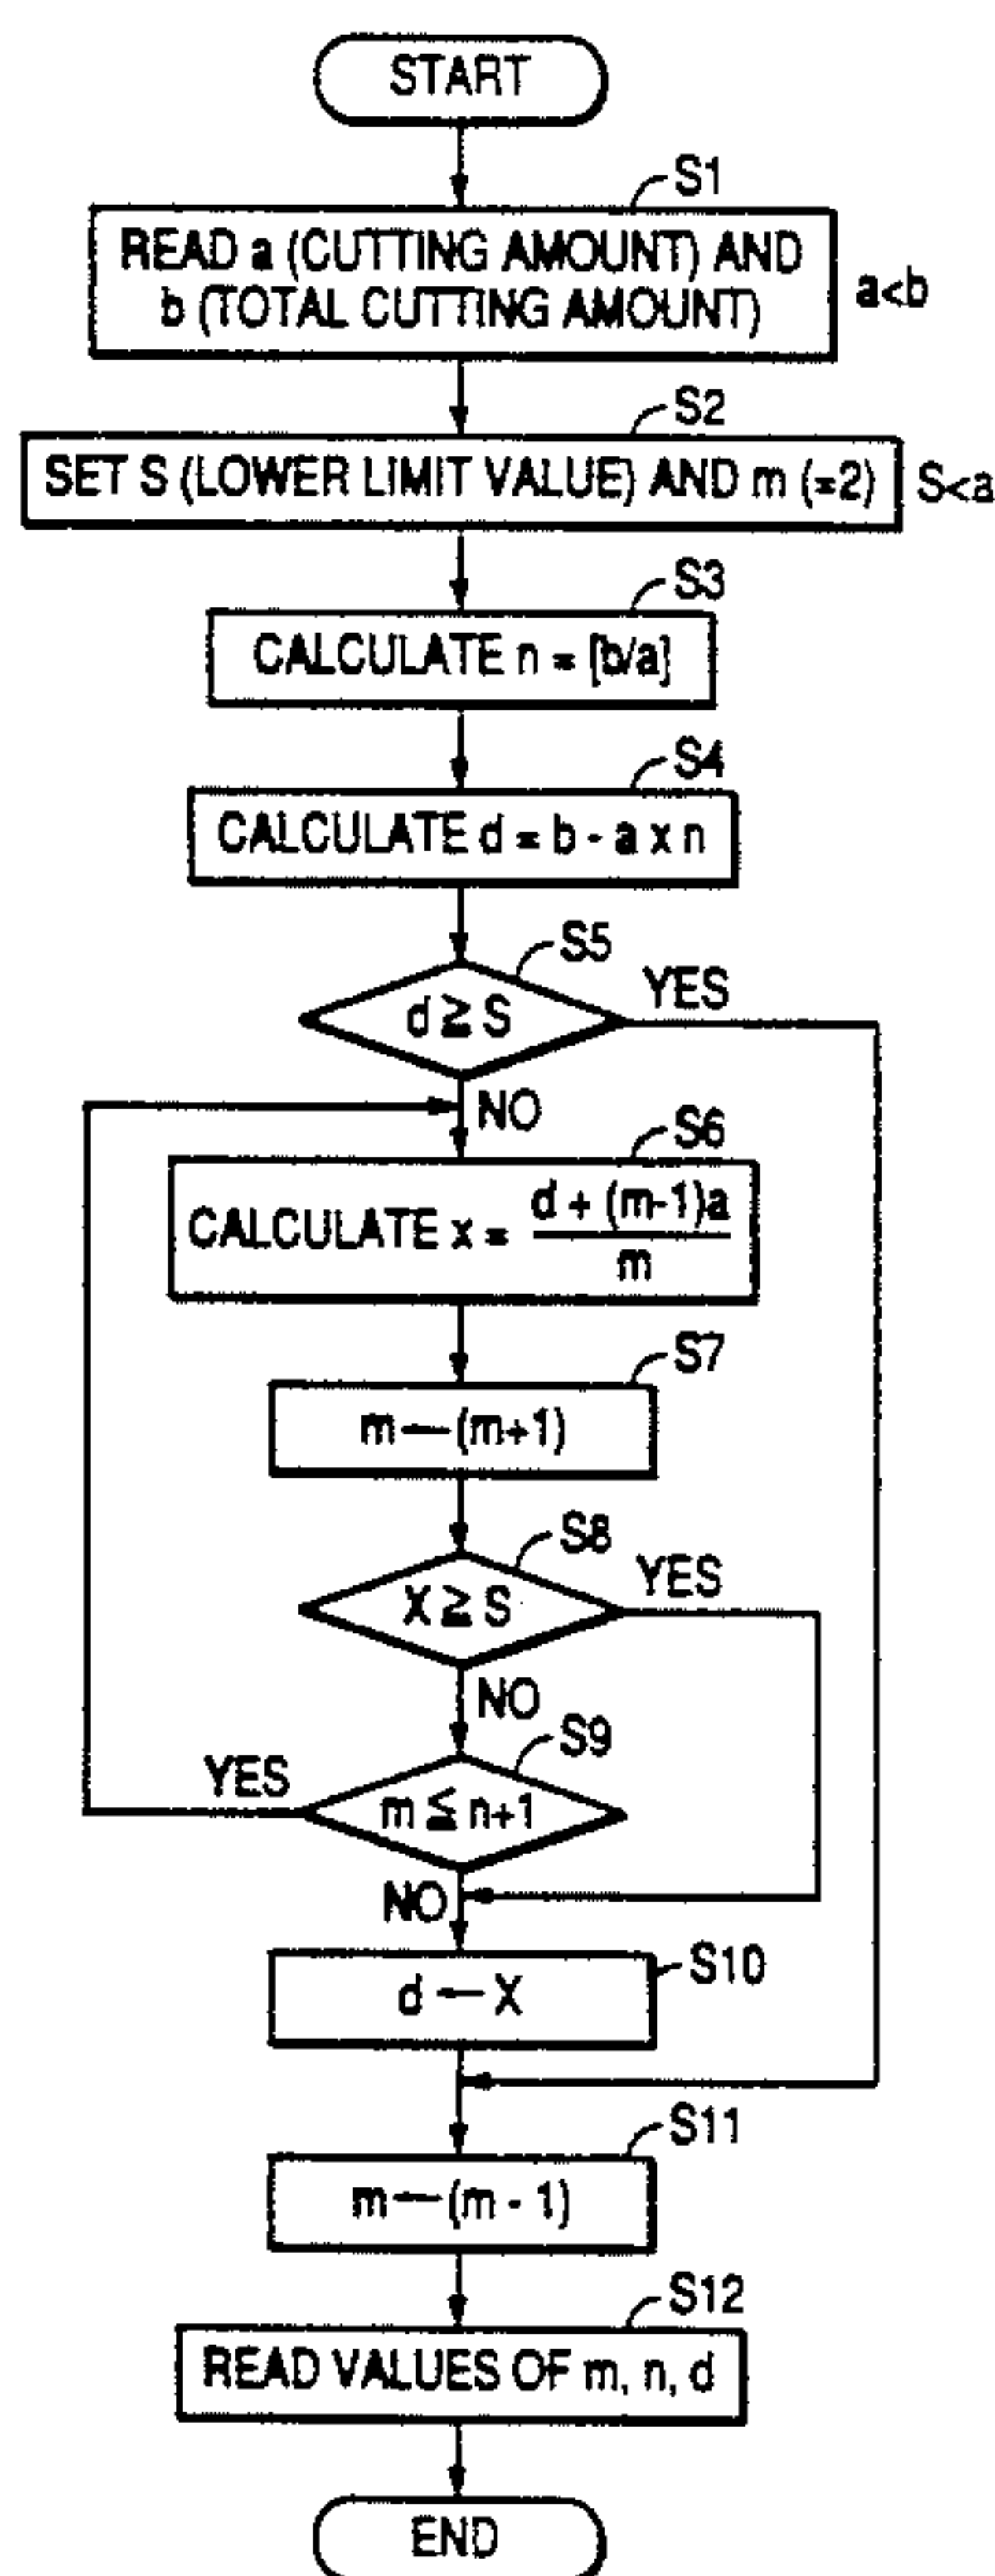 START
S1
READ a (CUTTING AMOUNT) AND
b (TOTAL CUTTING AMOUNT)
a<b
S2
SET S (LOWER LIMIT VALUE) AND m (=2)
S<a
S3
CALCULATE n = [b/a]
S4
CALCULATE d = b - a x n
S5
d ≧ S
YES
NO
S6
CALCULATE x = d + (m-1)a
m
S7
m ← (m+1)
S8
X ≧ S
YES
NO
S9
YES
m ≦ n+1
NO
S10
d ← X
S11
m ← (m - 1)
S12
READ VALUES OF m, n, d
END